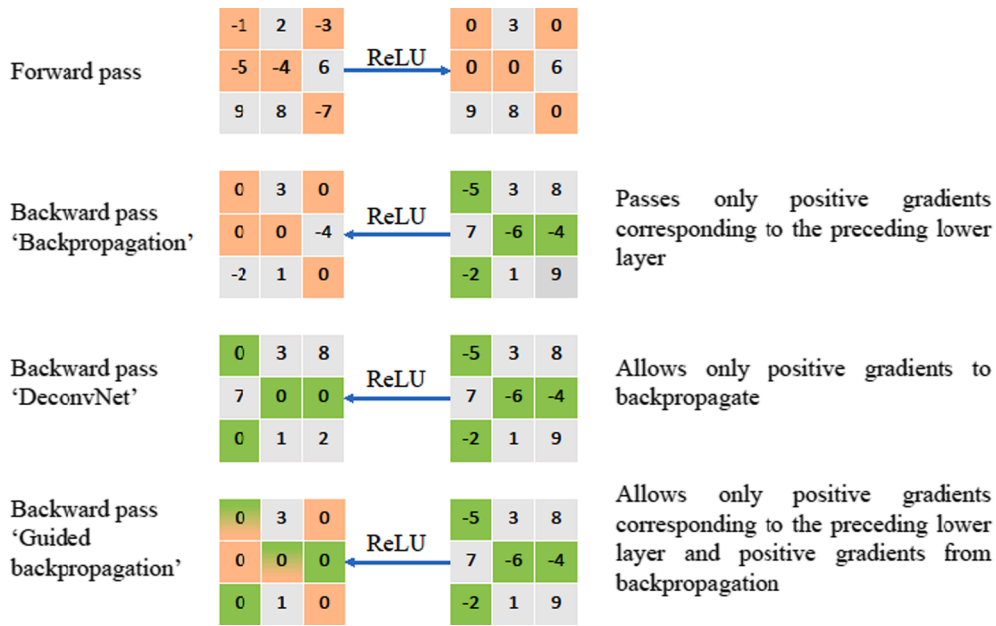 -1 2 -3
-5 -4 6
9 8 -7
Forward pass
ReLU
0 3 0
0 0 6
9 8 0
Backward pass
‘Backpropagation’
0 3 0
0 0 -4
-2 1 0
ReLU
-5 3 8
7 -6 -4
-2 1 9
Passes only positive gradients
corresponding to the preceding lower
layer
Backward pass
‘DeconvNet’
0 3 8
7 0 0
0 1 2
ReLU
-5 3 8
7 -6 -4
-2 1 9
Allows only positive gradients to
backpropagate
Backward pass
‘Guided
backpropagation’
0 3 0
0 0 0
0 1 0
ReLU
-5 3 8
7 -6 -4
-2 1 9
Allows only positive gradients
corresponding to the preceding lower
layer and positive gradients from
backpropagation